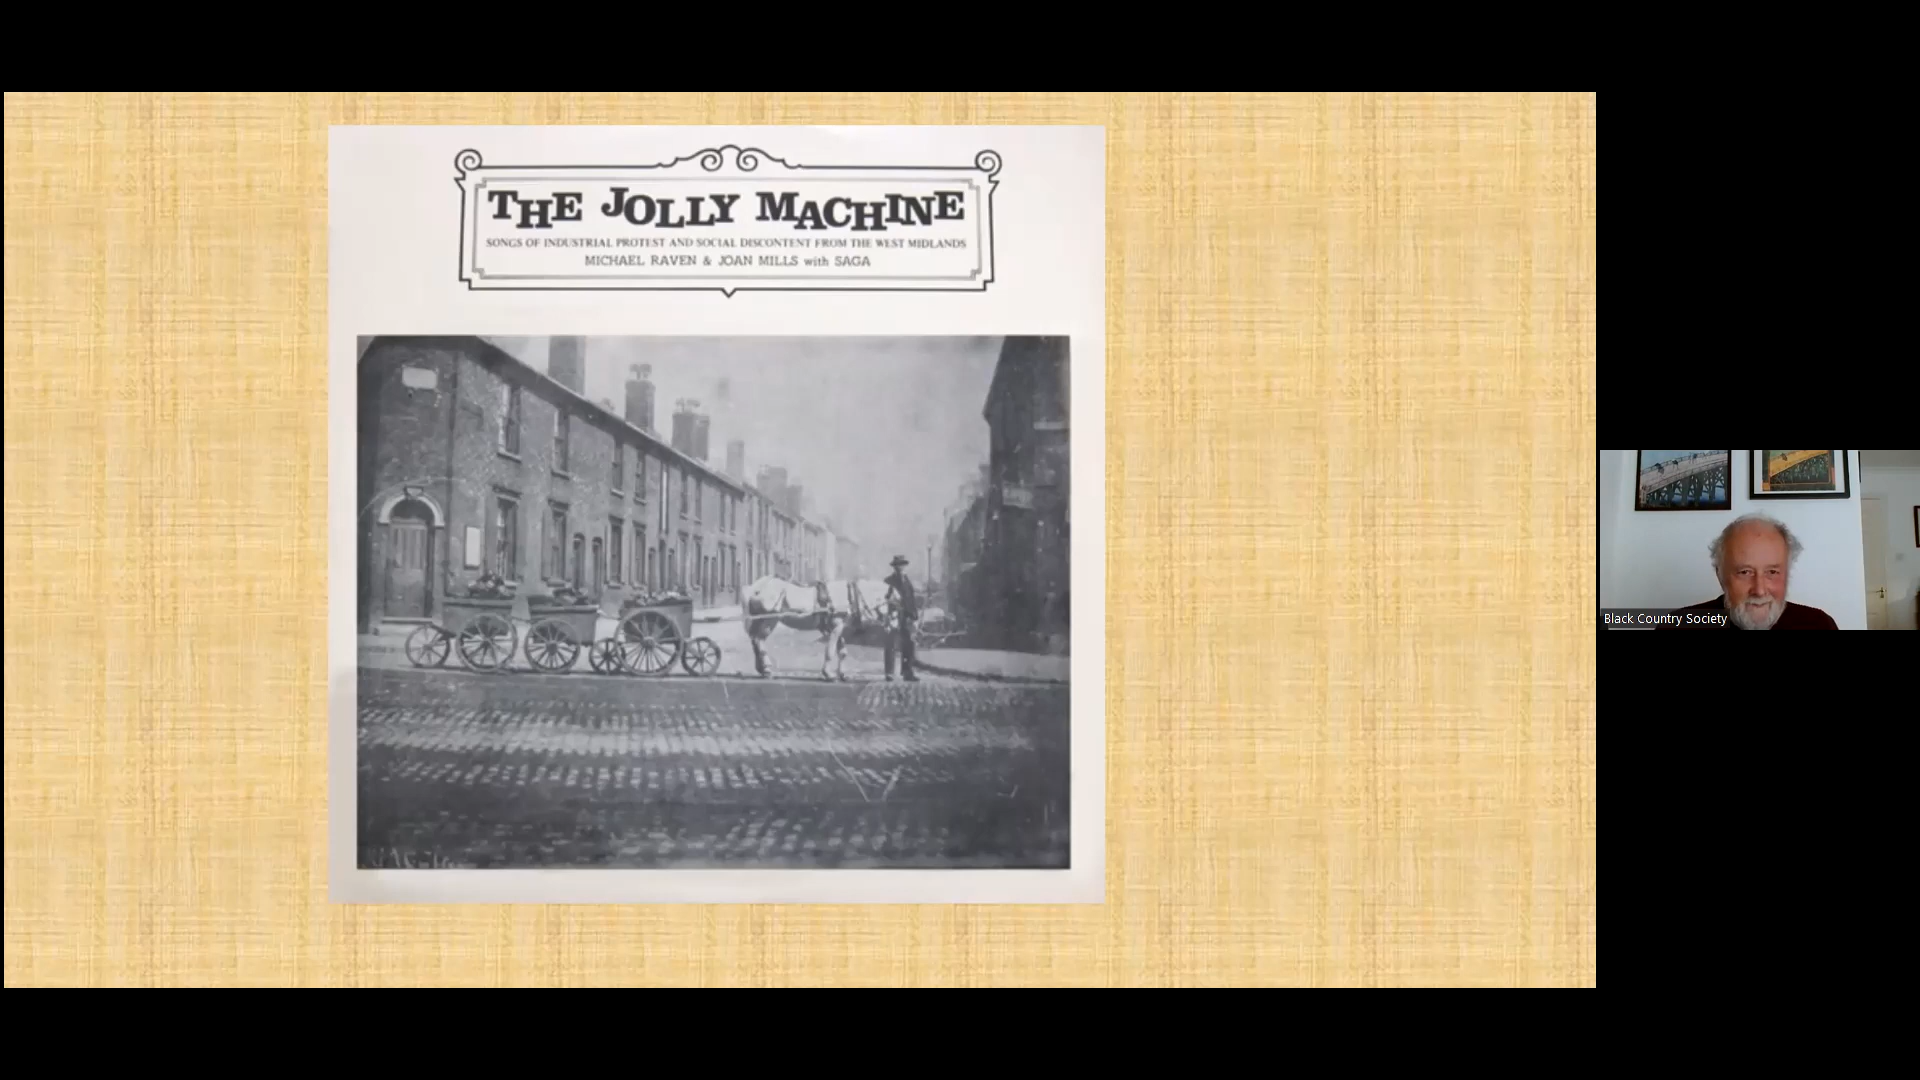 THE JOLLY MACHINE
SONGS OF INDUSTRIAL PROTEST AND SOCIAL DISCONTENT FROM THE WEST MIDLANDS
MICHAEL RAVEN & JOAN MILLS with SAGA
Black Country Society